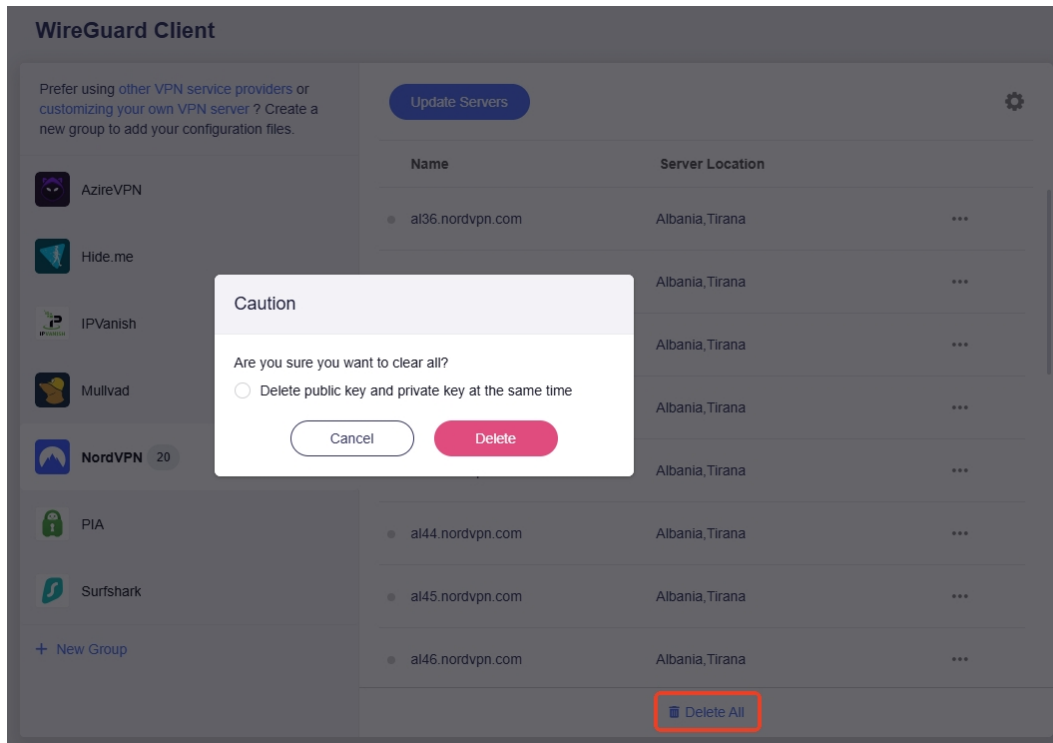 WireGuard Client
Prefer using other VPN service providers or
customizing your own VPN server ? Create a
new group to add your configuration files.
AzireVPN
Hide.me
IPVanish
Mullvad
NordVPN 20
PIA
Surfshark
+ New Group
Update Servers
Name Server Location
al36.nordvpn.com Albania,Tirana
Albania,Tirana
Albania,Tirana
Albania,Tirana
Albania,Tirana
al44.nordvpn.com Albania,Tirana
al45.nordvpn.com Albania,Tirana
al46.nordvpn.com Albania,Tirana
Delete All
Caution
Are you sure you want to clear all?
Delete public key and private key at the same time
Cancel Delete